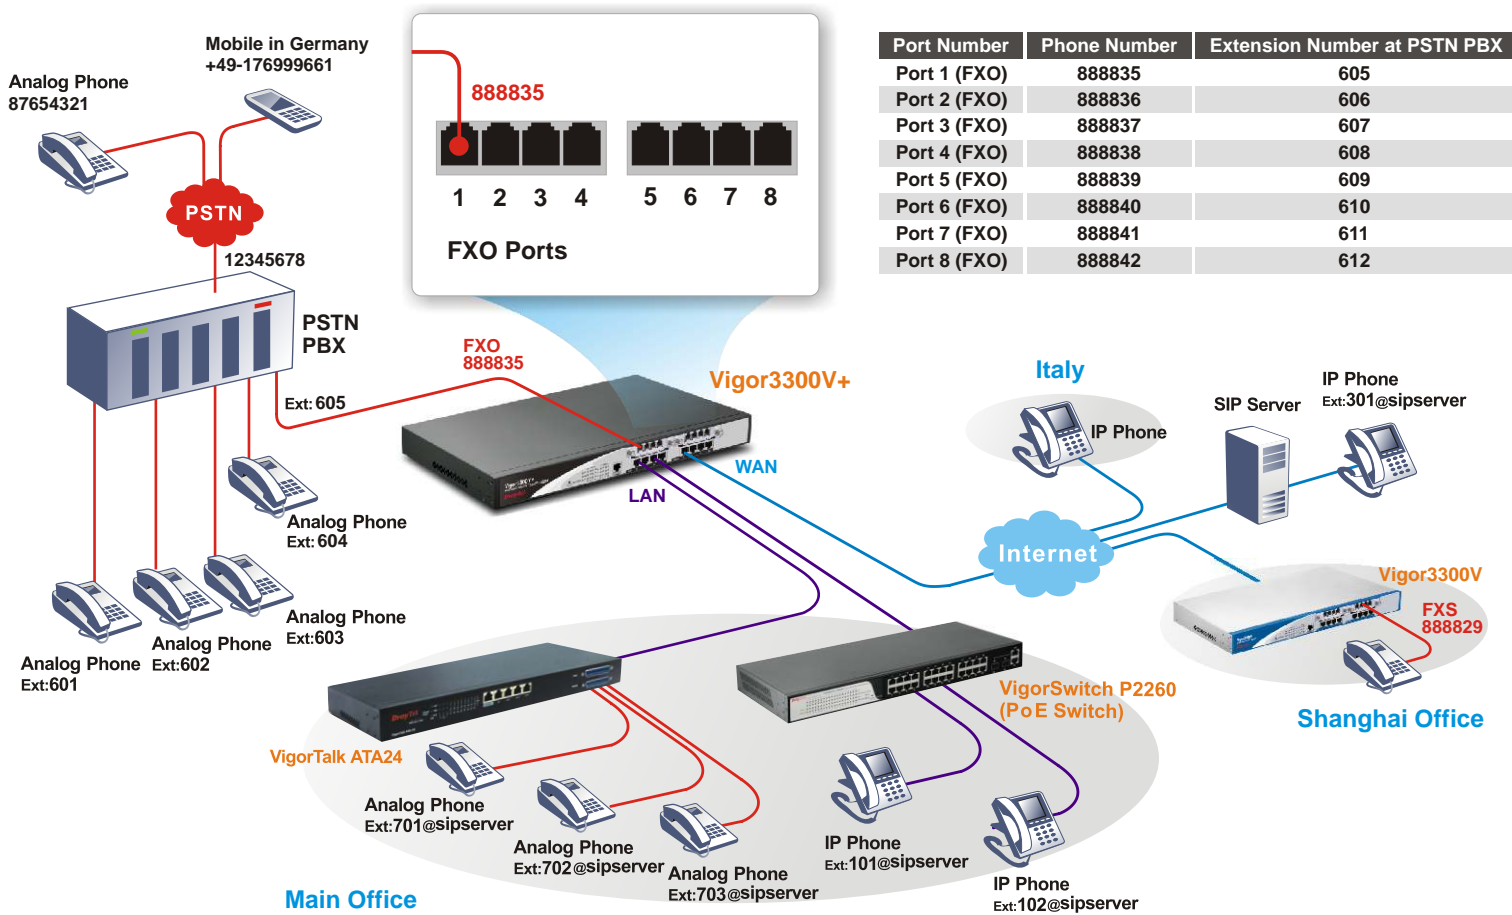 Mobile in Germany
+49-176999661
Analog Phone
87654321
PSTN
12345678
PSTN
PBX
888835
1 2 3 4 5 6 7 8
FXO Ports
Port Number Phone Number Extension Number at PSTN PBX
Port 1 (FXO) 888835 605
Port 2 (FXO) 888836 606
Port 3 (FXO) 888837 607
Port 4 (FXO) 888838 608
Port 5 (FXO) 888839 609
Port 6 (FXO) 888840 610
Port 7 (FXO) 888841 611
Port 8 (FXO) 888842 612
FXO
888835
Ext: 605
Vigor3300V+
WAN
LAN
Italy
IP Phone
SIP Server
IP Phone
Ext:301@sipserver
Internet
Analog Phone
Ext: 604
Analog Phone
Ext:603
Analog Phone
Ext:602
Analog Phone
Ext:601
Vigor3300V
FXS
888829
Shanghai Office
VigorSwitch P2260
(PoE Switch)
DrayTek
VigorTalk ATA24
Analog Phone
Ext:701@sipserver
Analog Phone
Ext:702@sipserver
Analog Phone
Ext:703@sipserver
IP Phone
Ext:101@sipserver
IP Phone
Ext:102@sipserver
Main Office